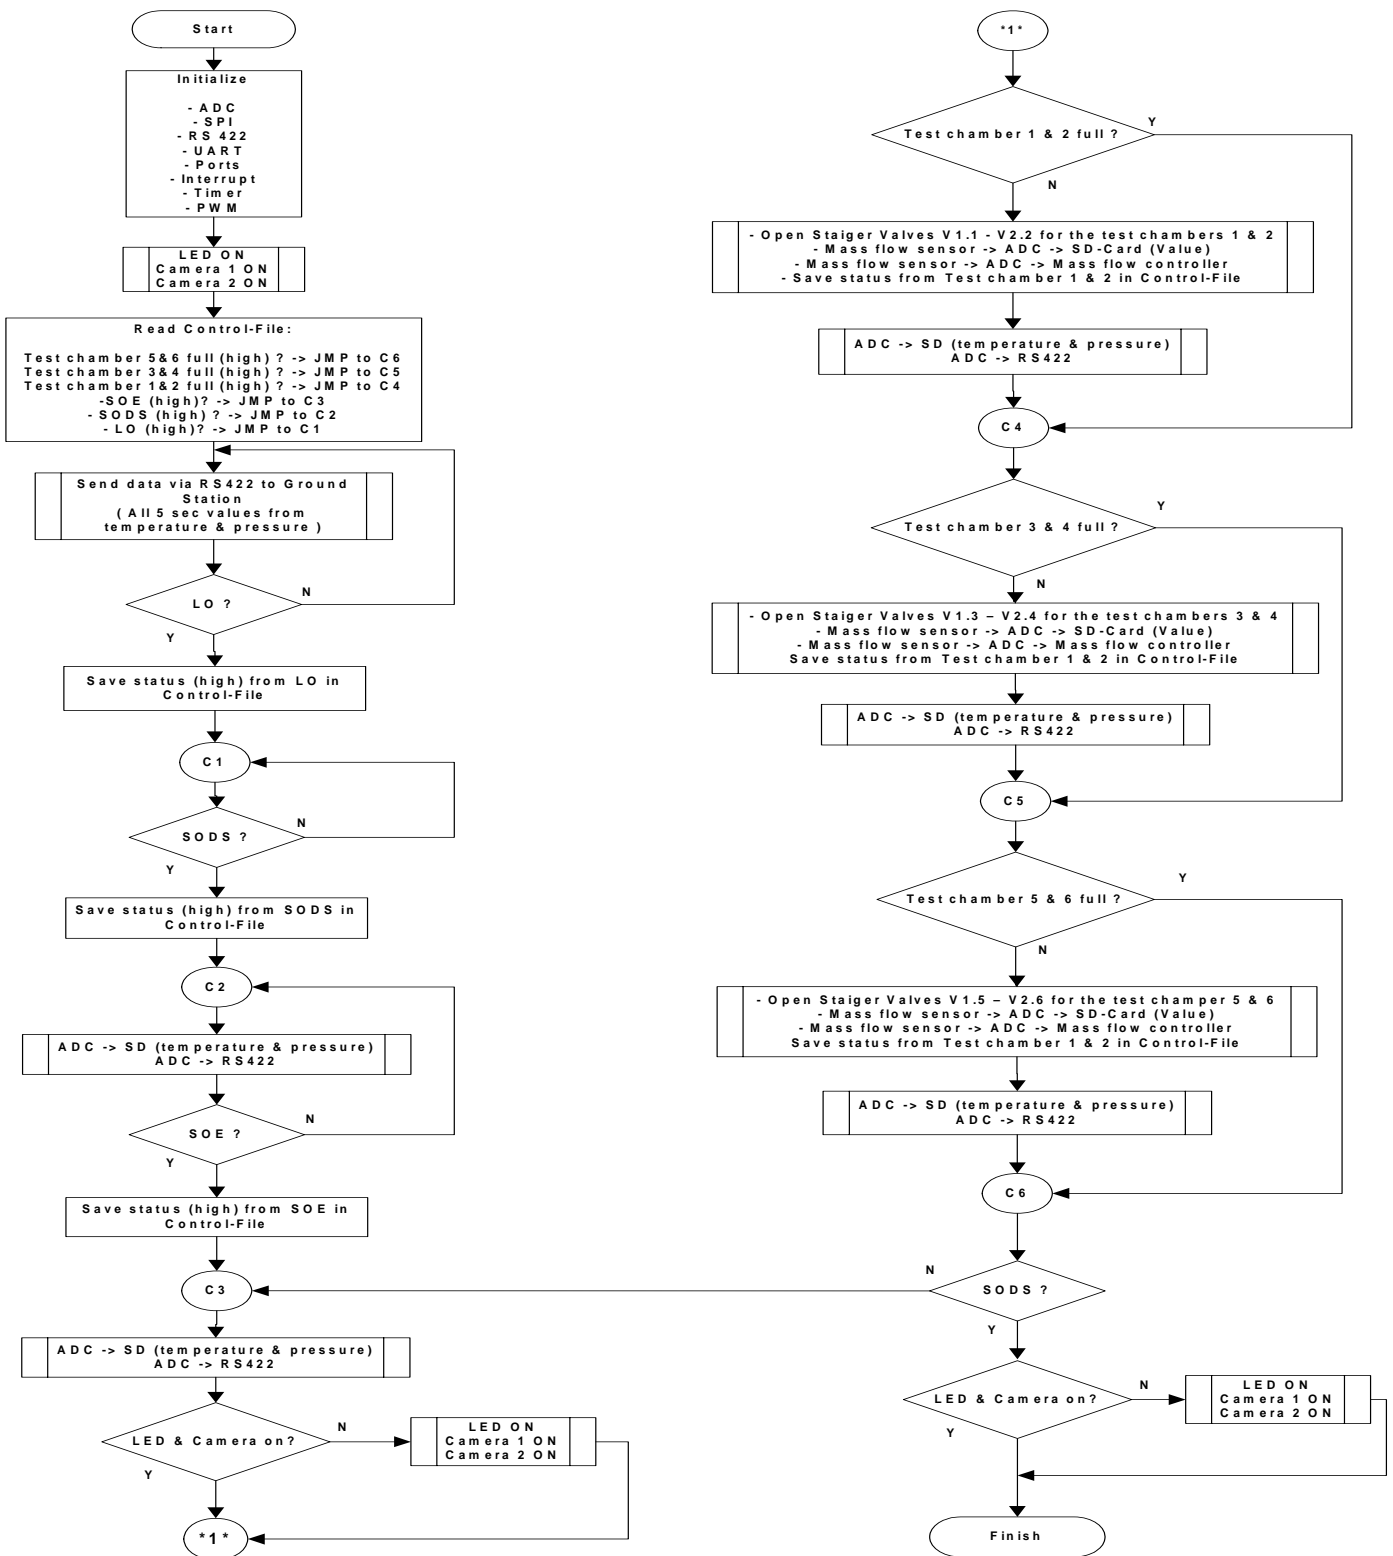 Start
Initialize
- ADC
- SPI
- RS 422
- UART
- Ports
- Interrupt
- Timer
- PWM
LED ON
Camera 1 ON
Camera 2 ON
Read Control-File:
Test chamber 5&6 full (high) ? -> JMP to C6
Test chamber 3&4 full (high) ? -> JMP to C5
Test chamber 1&2 full (high) ? -> JMP to C4
-SOE (high)? -> JMP to C3
- SODS (high) ? -> JMP to C2
- LO (high)? -> JMP to C1
Send data via RS422 to Ground
Station
( All 5 sec values from
temperature & pressure )
LO ?
N
Y
Save status (high) from LO in
Control-File
C1
SODS ?
N
Y
Save status (high) from SODS in
Control-File
C2
ADC -> SD (temperature & pressure)
ADC -> RS422
SOE ?
N
Y
Save status (high) from SOE in
Control-File
C3
ADC -> SD (temperature & pressure)
ADC -> RS422
LED & Camera on?
N
Y
LED ON
Camera 1 ON
Camera 2 ON
*1*
*1*
Test chamber 1 & 2 full ?
Y
N
- Open Staiger Valves V1.1 - V2.2 for the test chambers 1 & 2
- Mass flow sensor -> ADC -> SD-Card (Value)
- Mass flow sensor -> ADC -> Mass flow controller
- Save status from Test chamber 1 & 2 in Control-File
ADC -> SD (temperature & pressure)
ADC -> RS422
C4
Test chamber 3 & 4 full ?
Y
N
- Open Staiger Valves V1.3 – V2.4 for the test chambers 3 & 4
- Mass flow sensor -> ADC -> SD-Card (Value)
- Mass flow sensor -> ADC -> Mass flow controller
Save status from Test chamber 1 & 2 in Control-File
ADC -> SD (temperature & pressure)
ADC -> RS422
C5
Test chamber 5 & 6 full ?
Y
N
- Open Staiger Valves V1.5 – V2.6 for the test champer 5 & 6
- Mass flow sensor -> ADC -> SD-Card (Value)
- Mass flow sensor -> ADC -> Mass flow controller
Save status from Test chamber 1 & 2 in Control-File
ADC -> SD (temperature & pressure)
ADC -> RS422
C6
SODS ?
N
Y
LED & Camera on?
N
Y
LED ON
Camera 1 ON
Camera 2 ON
Finish